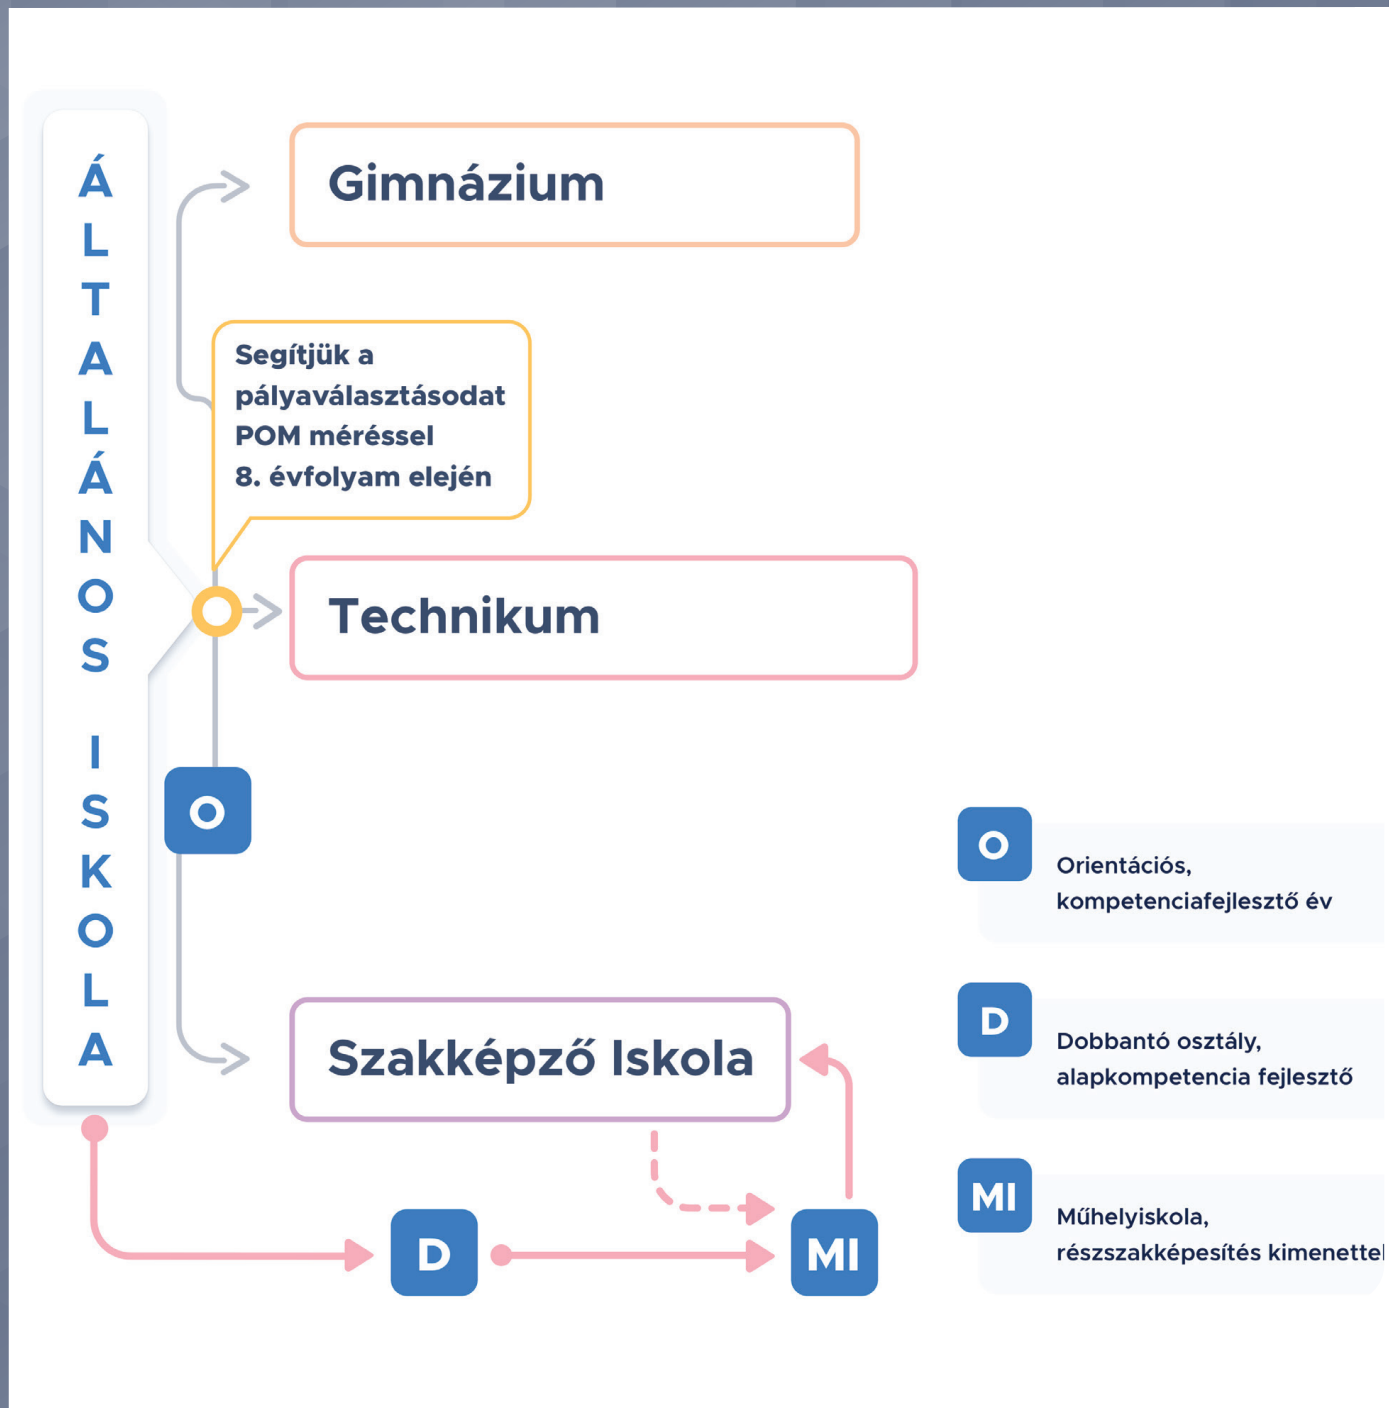 ÁLTALÁNOS ISKOLA
Gimnázium
Segítjük a
pályaválasztásodat
POM méréssel
8. évfolyam elején
Technikum
O
Szakképző Iskola
D
MI
O
Orientációs,
kompetenciafejlesztő év
D
Dobbantó osztály,
alapkompetencia fejlesztő
MI
Műhelyiskola,
részszakképesítés kimenettel